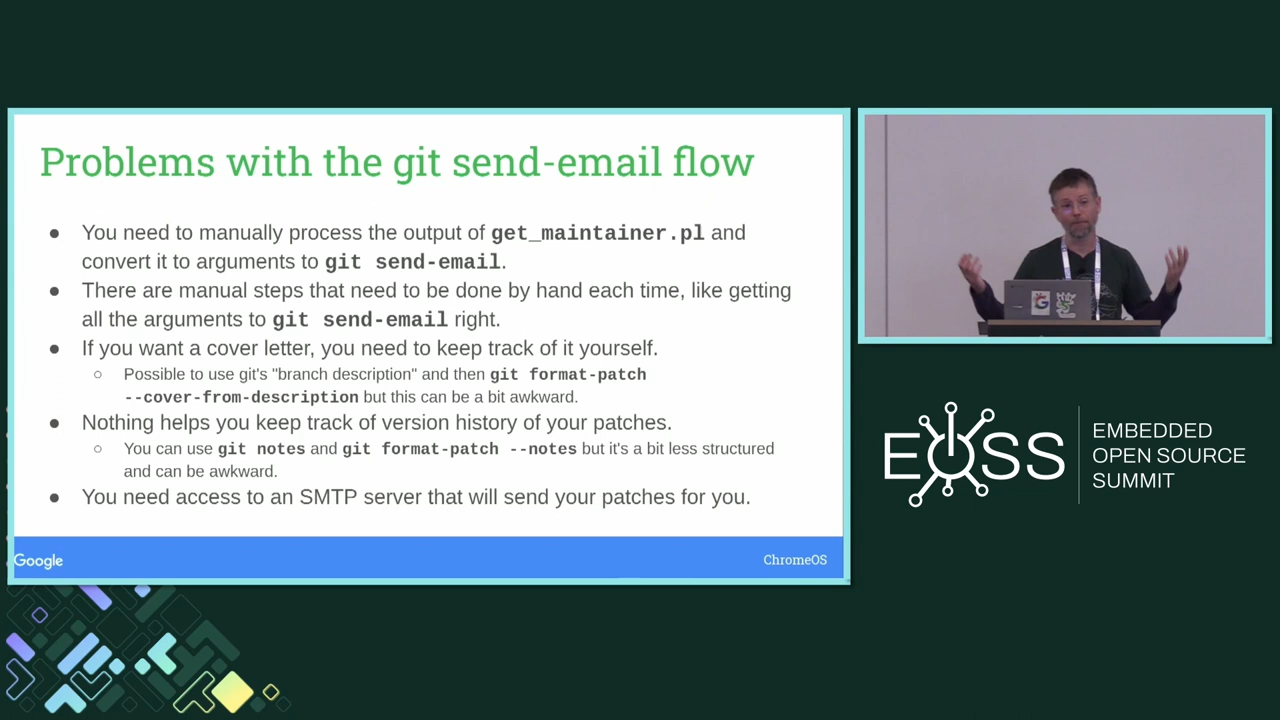 Problems with the git send-email flow
● You need to manually process the output of get_maintainer.pl and
convert it to arguments to git send-email.
● There are manual steps that need to be done by hand each time, like getting
all the arguments to git send-email right.
● If you want a cover letter, you need to keep track of it yourself.
○ Possible to use git's "branch description" and then git format-patch
--cover-from-description but this can be a bit awkward.
● Nothing helps you keep track of version history of your patches.
○ You can use git notes and git format-patch --notes but it's a bit less structured
and can be awkward.
● You need access to an SMTP server that will send your patches for you.
Google
ChromeOS
EOSS
EMBEDDED
OPEN SOURCE
SUMMIT